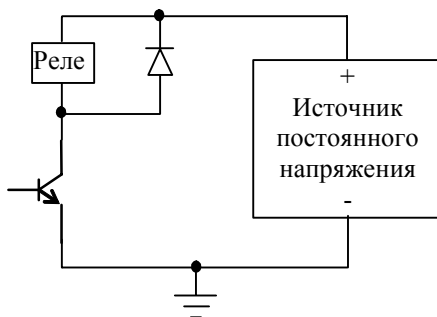 Реле
+
Источник
постоянного
напряжения
-